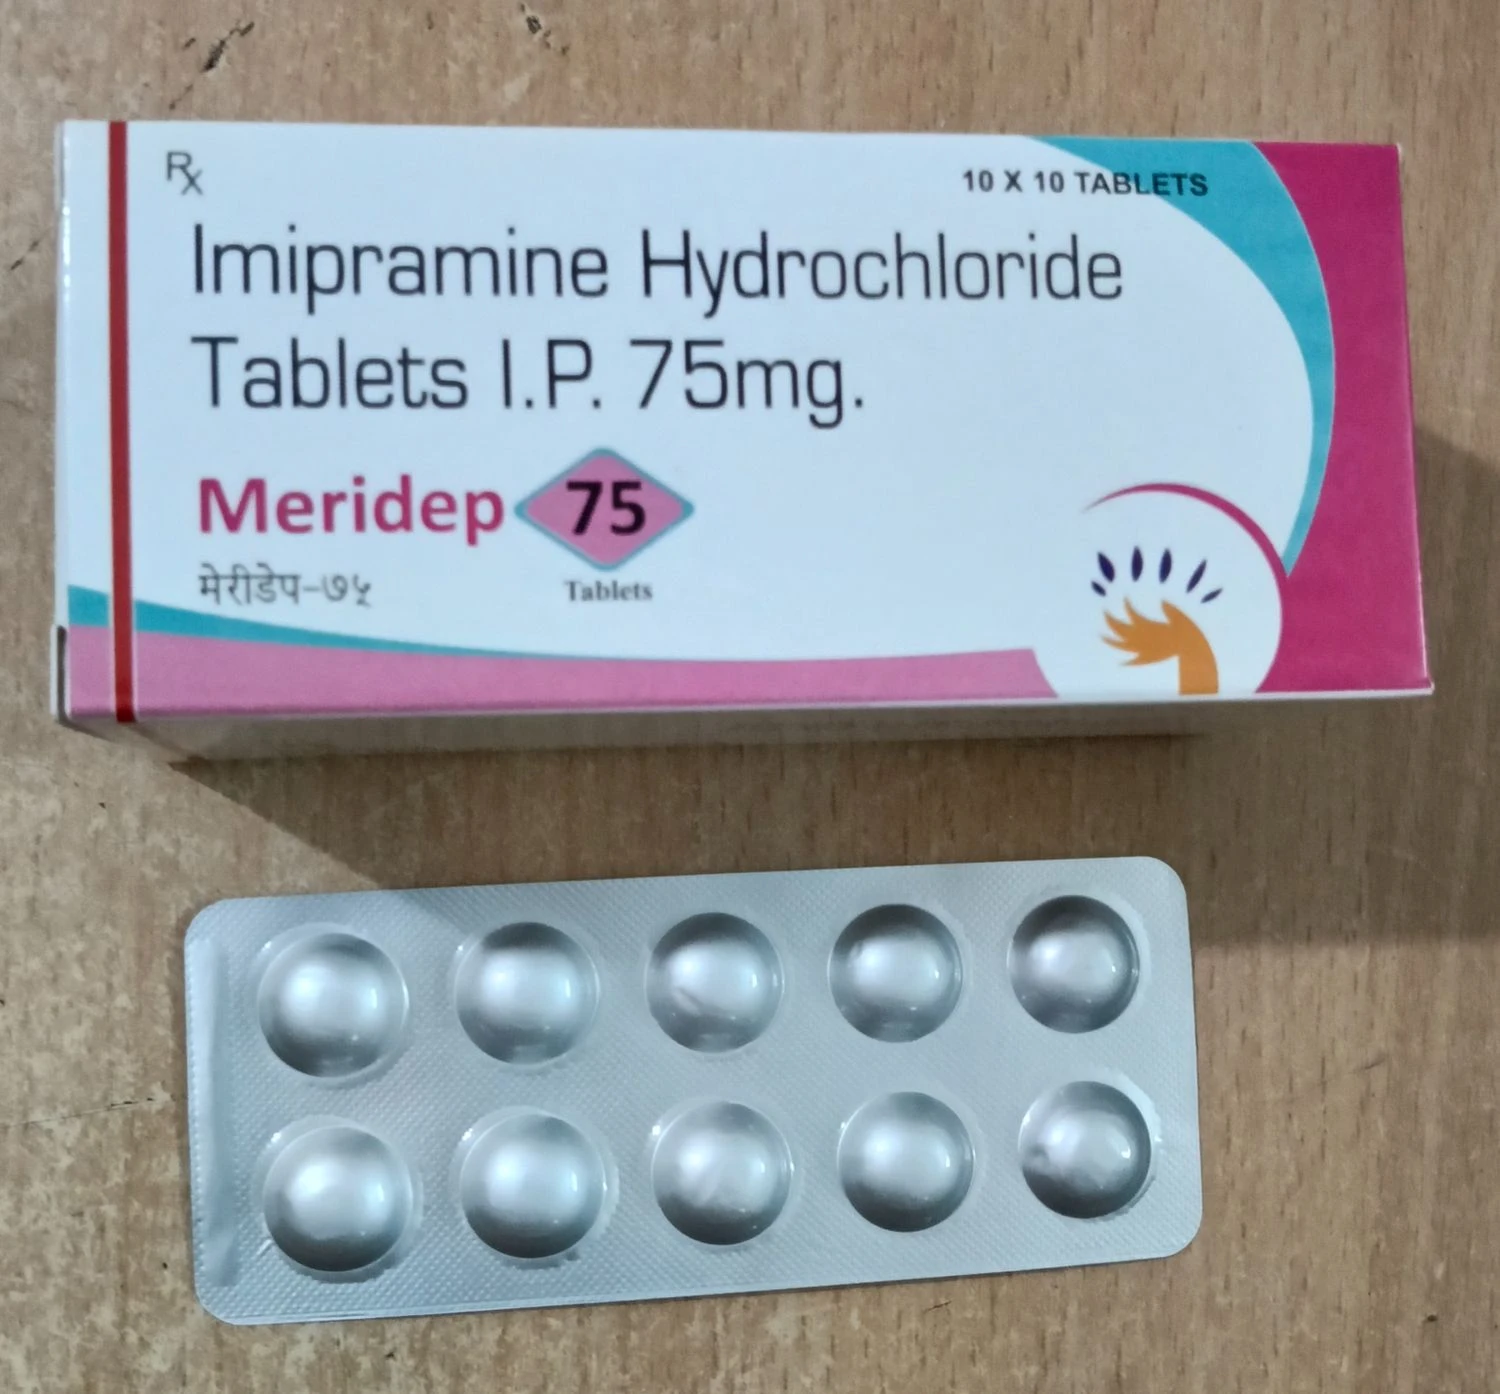 Rx
10 X 10 TABLETS
Imipramine Hydrochloride
Tablets I.P. 75mg.
Meridep 75
मेरीडेप-७५
Tablets